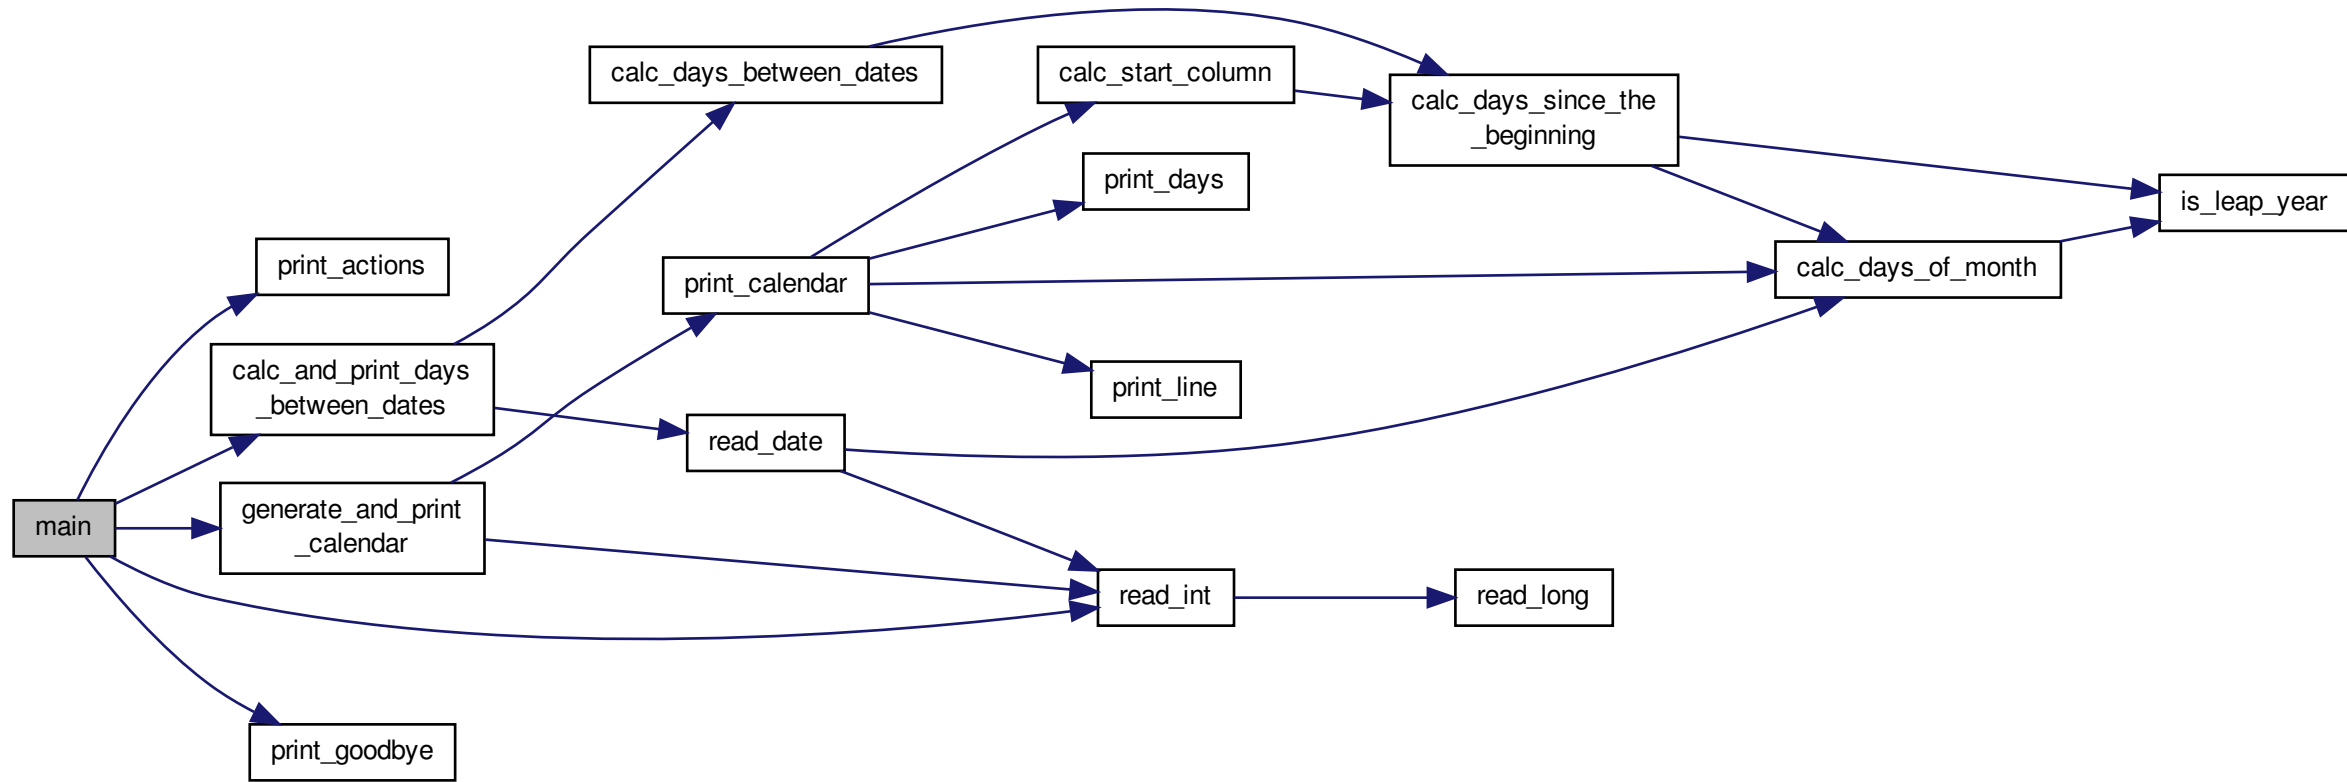 calc_days_between_dates
calc_start_column
calc_days_since_the
_beginning
print_days
is_leap_year
print_actions
print_calendar
calc_days_of_month
calc_and_print_days
_between_dates
print_line
read_date
main
generate_and_print
_calendar
read_int
read_long
print_goodbye